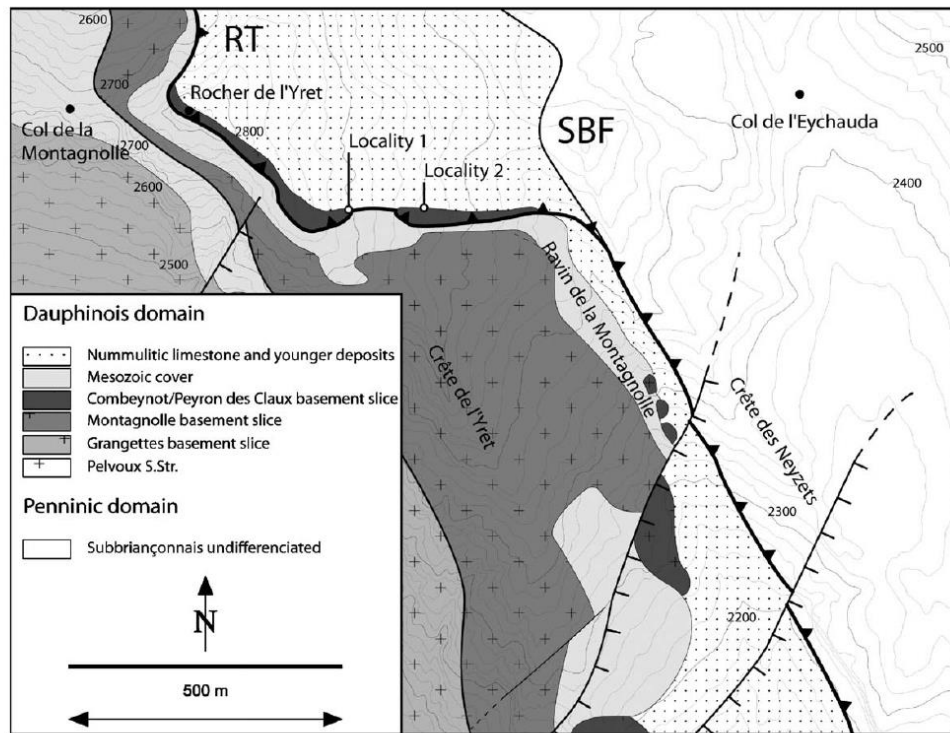 2600
RT
2500
2700
Rocher de l'Yret
Col de la
Montagnolle
2800
Col de l'Eychauda
SBF
2700
Locality 1
2600
Locality 2
2400
2500
Ravin de la Montagnolle
Dauphinois domain
Nummulitic limestone and younger deposits
Mesozoic cover
Combeynot/Peyron des Claux basement slice
Montagnolle basement slice
Grangettes basement slice
Pelvoux S.Str.
Penninic domain
Subbriançonnais undifferenciated
N
500 m
Crête de l'Yret
Crête des Neyzets
2300
2200